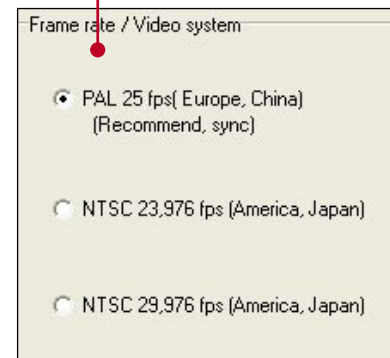 Frame rate / Video system
PAL 25 fps( Europe, China)
(Recommend, sync)
NTSC 23,976 fps (America, Japan)
NTSC 29,976 fps (America, Japan)